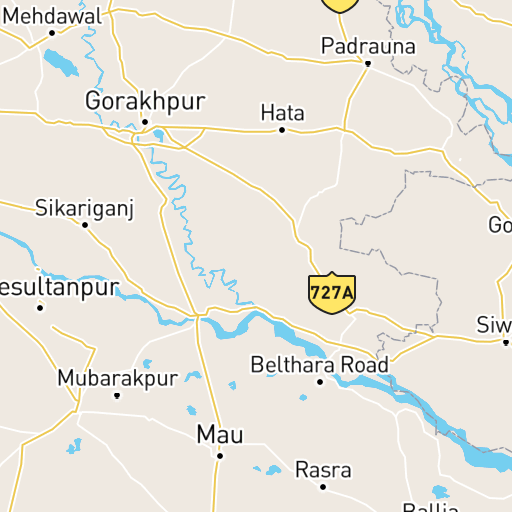 Mehdawal
Padrauna
Gorakhpur
Hata
Sikariganj
Go
esultanpur
727A
Siw
Belthara Road
Mubarakpur
Mau
Rasra
Ballia